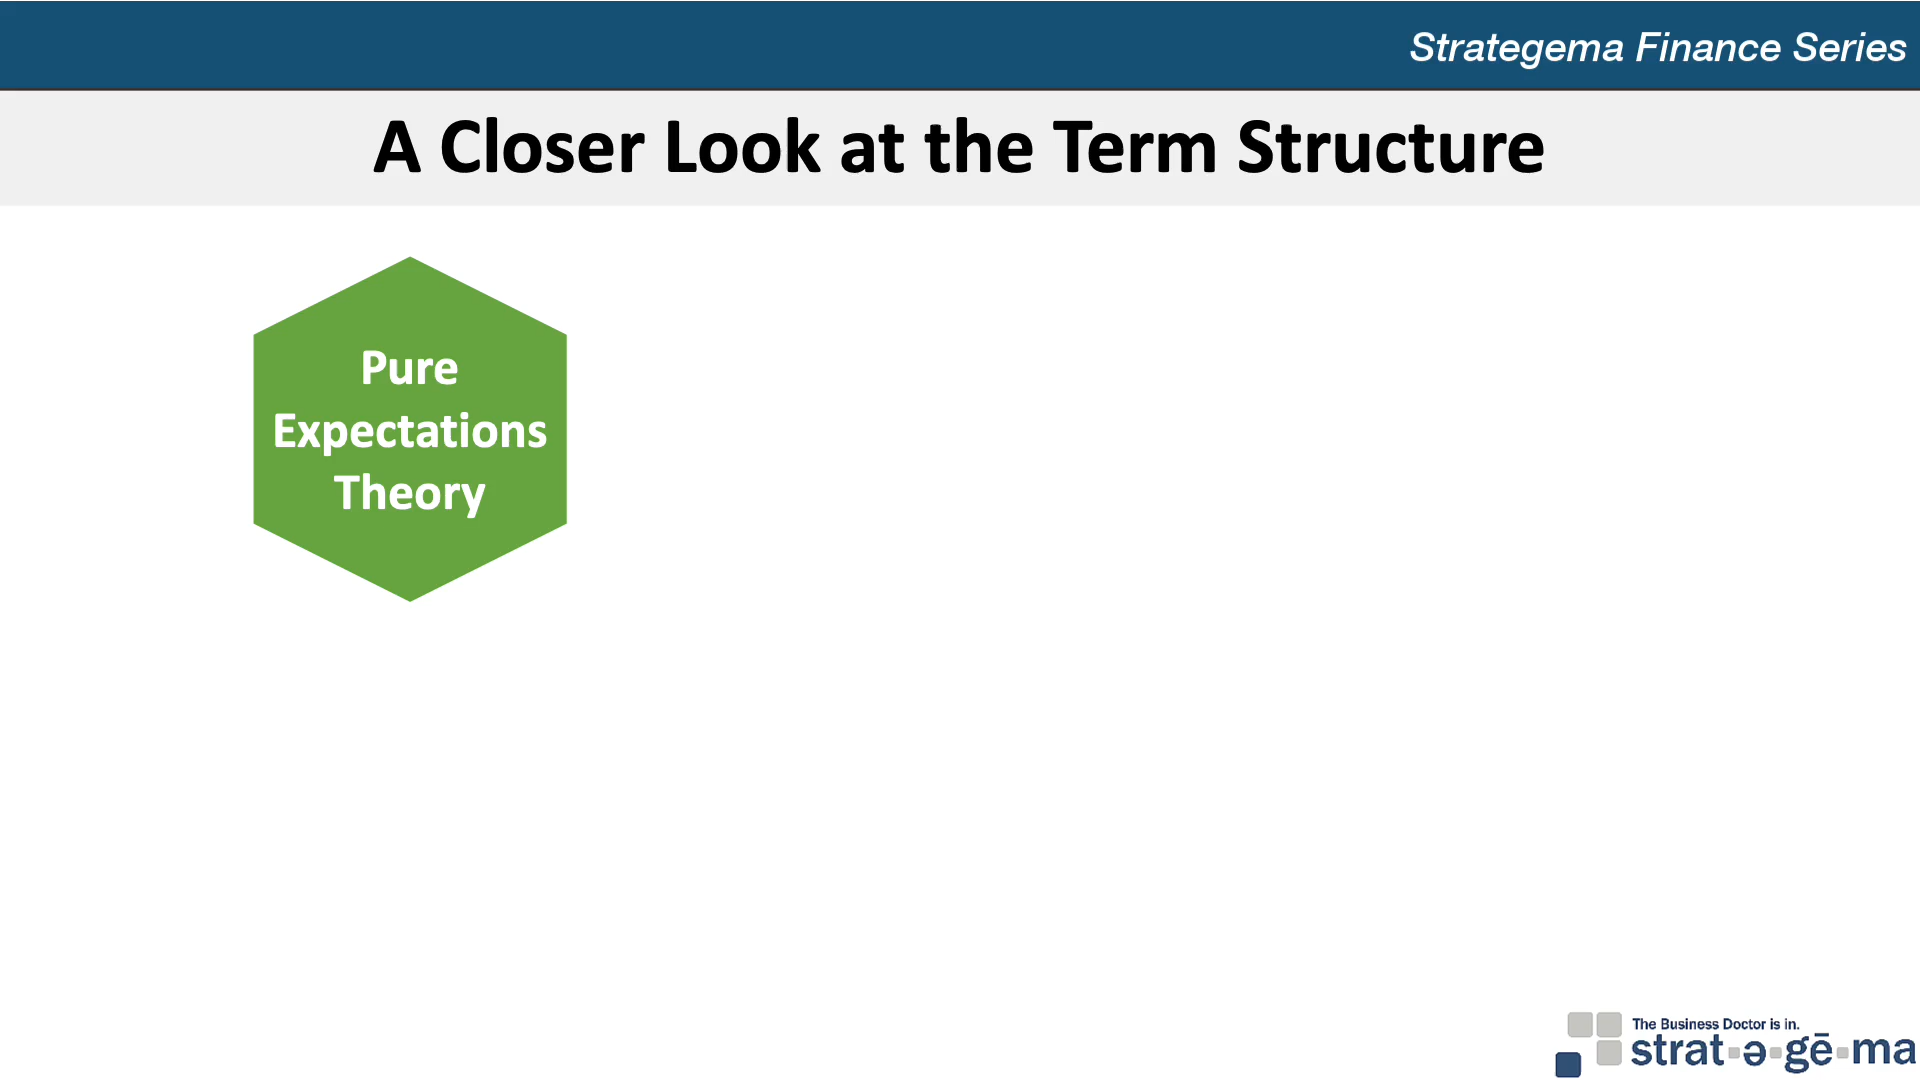 Strategema Finance Series
A Closer Look at the Term Structure
Pure
Expectations
Theory
The Business Doctor is in.
strat-ə-gē-ma